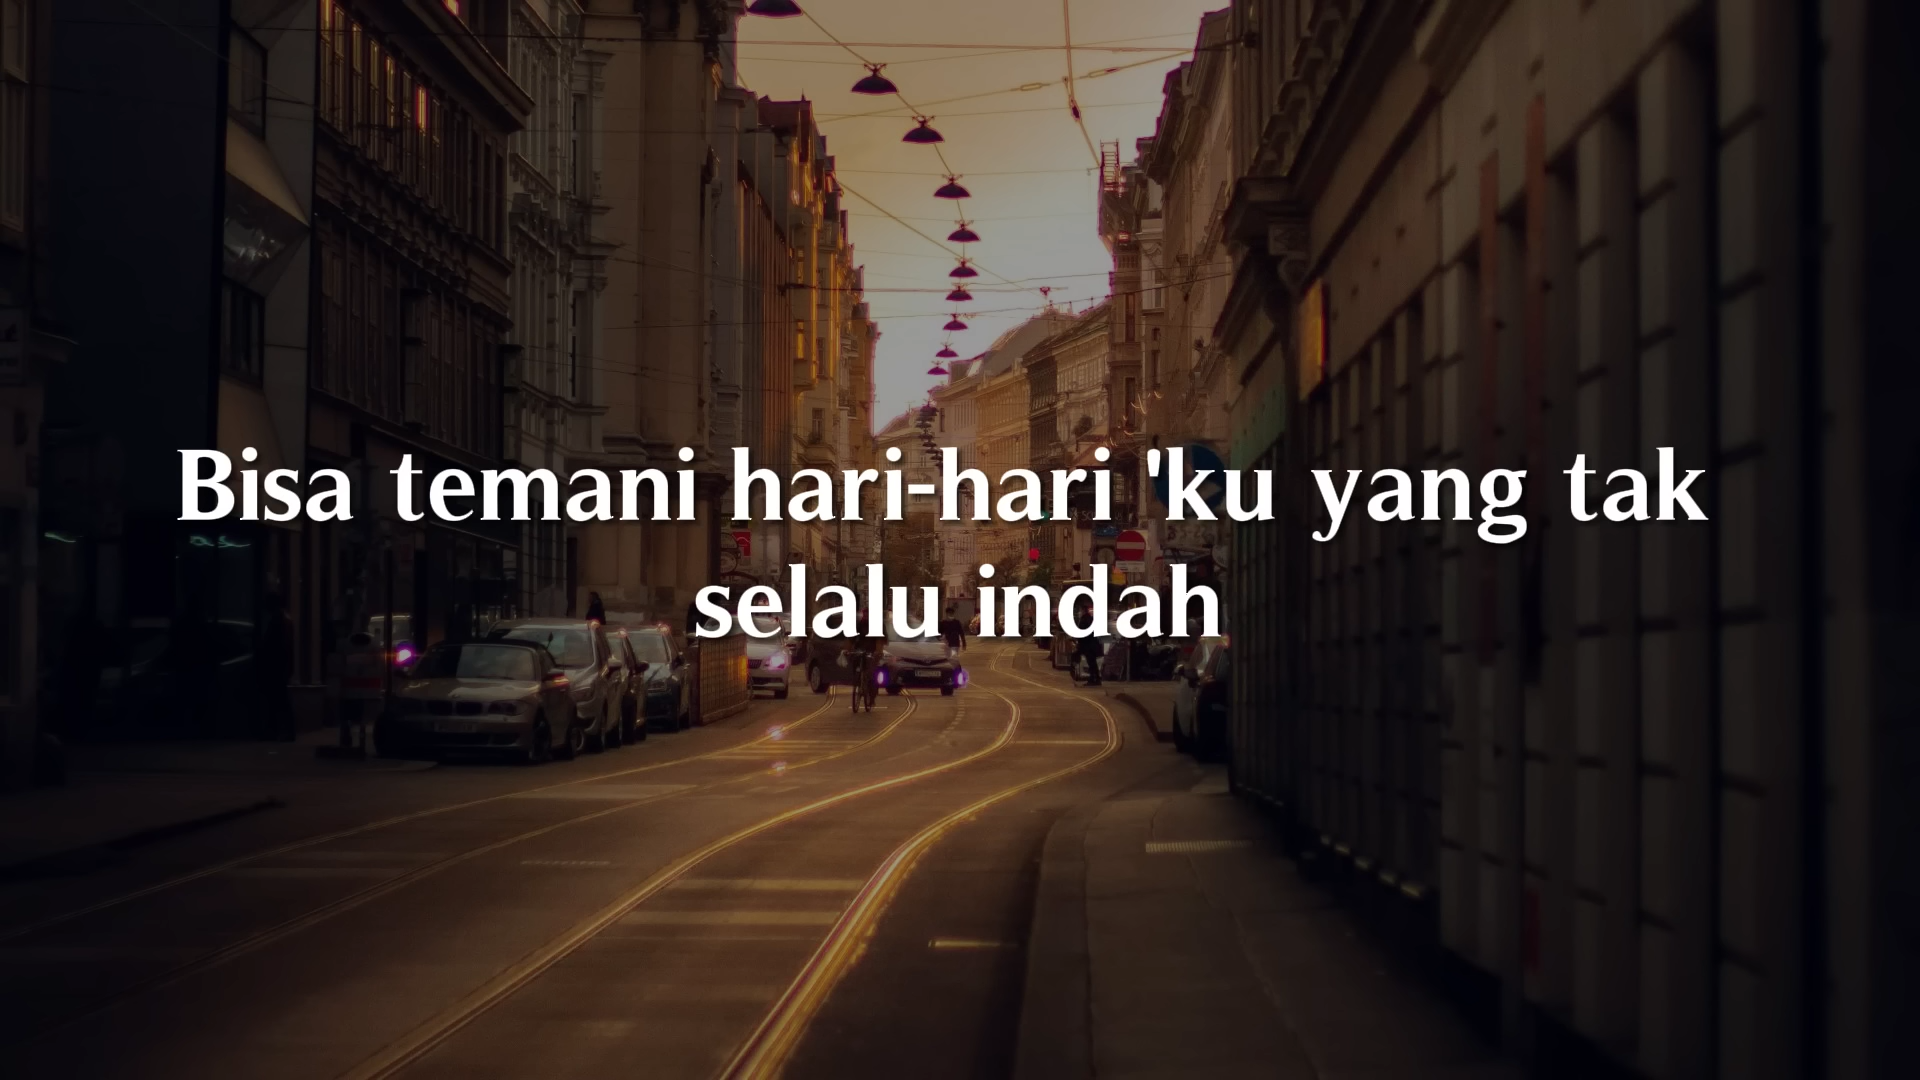 Bisa temani hari-hari 'ku yang tak
selalu indah